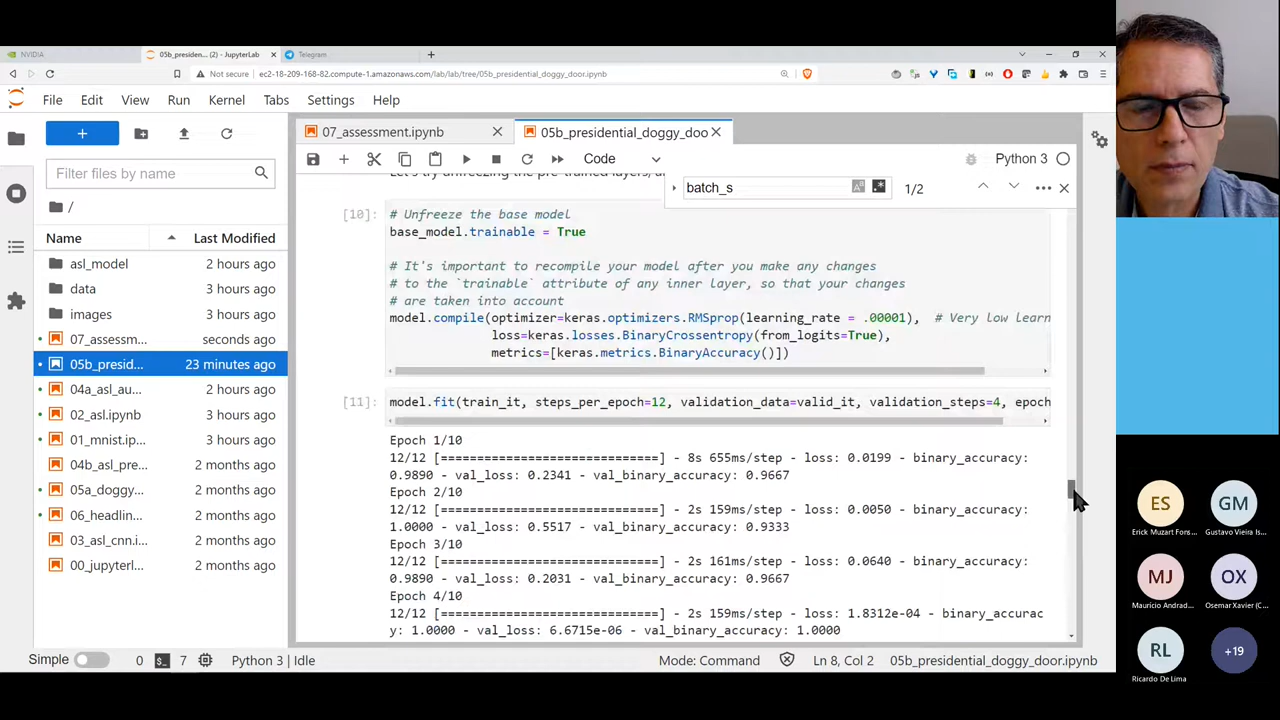 NVIDIA
05b_presiden... (2) - JupyterLab
Telegram
Not secure
ec2-18-209-168-82.compute-1.amazonaws.com/lab/lab/tree/05b_presidential_doggy_door.ipynb
File Edit View Run Kernel Tabs Settings Help
07_assessment.ipynb
05b_presidential_doggy_doo
Code
Python 3
Filter files by name
/
Name
Last Modified
asl_model 2 hours ago
data 3 hours ago
images 3 hours ago
07_assessm... seconds ago
05b_presid... 23 minutes ago
04a_asl_au... 2 hours ago
02_asl.ipynb 3 hours ago
01_mnist.ip... 3 hours ago
04b_asl_pre... 2 months ago
05a_doggy... 2 months ago
06_headlin... 2 months ago
03_asl_cnn.i... 2 months ago
00_jupyterl... 2 months ago
batch_s
1/2
[10]:
# Unfreeze the base model
base_model.trainable = True
# It's important to recompile your model after you make any changes
# to the `trainable` attribute of any inner layer, so that your changes
# are taken into account
model.compile(optimizer=keras.optimizers.RMSprop(learning_rate = .00001), # Very low learn
loss=keras.losses.BinaryCrossentropy(from_logits=True),
metrics=[keras.metrics.BinaryAccuracy()])
[11]:
model.fit(train_it, steps_per_epoch=12, validation_data=valid_it, validation_steps=4, epoch
Epoch 1/10
12/12 [==============================] - 8s 655ms/step - loss: 0.0199 - binary_accuracy:
0.9890 - val_loss: 0.2341 - val_binary_accuracy: 0.9667
Epoch 2/10
12/12 [==============================] - 2s 159ms/step - loss: 0.0050 - binary_accuracy:
1.0000 - val_loss: 0.5517 - val_binary_accuracy: 0.9333
Epoch 3/10
12/12 [==============================] - 2s 161ms/step - loss: 0.0640 - binary_accuracy:
0.9890 - val_loss: 0.2031 - val_binary_accuracy: 0.9667
Epoch 4/10
12/12 [==============================] - 2s 159ms/step - loss: 1.8312e-04 - binary_accurac
y: 1.0000 - val_loss: 6.6715e-06 - val_binary_accuracy: 1.0000
Simple 0 7 Python 3 | Idle
Mode: Command Ln 8, Col 2 05b_presidential_doggy_door.ipynb
ES
Erick Muzart Fons...
GM
Gustavo Vieira Is...
MJ
Maurício Andrad...
OX
Osemar Xavier (C...
RL
Ricardo De Lima
+19